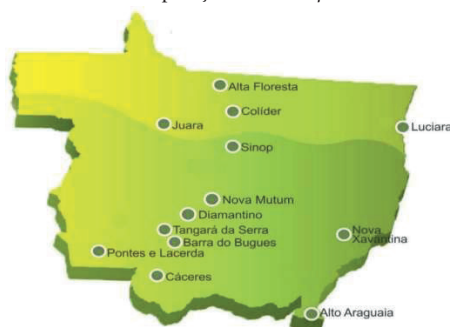 Alta Floresta
Colíder
Juara
Luciara
Sinop
Nova Mutum
Diamantino
Tangará da Serra
Nova
Xavantina
Barra do Bugues
Pontes e Lacerda
Cáceres
Alto Araguaia